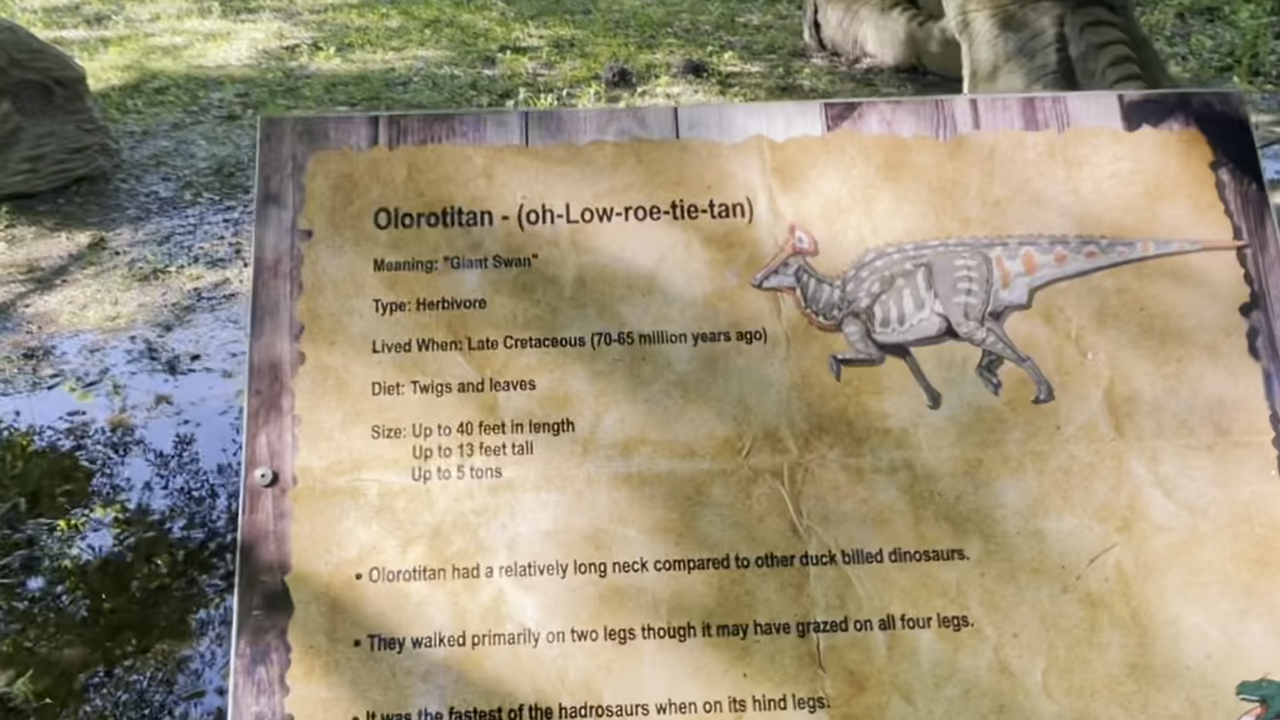 Olorotitan - (oh-Low-roe-tie-tan)
Meaning: "Giant Swan"
Type: Herbivore
Lived When: Late Cretaceous (70-65 million years ago)
Diet: Twigs and leaves
Size: Up to 40 feet in length
Up to 13 feet tall
Up to 5 tons
• Olorotitan had a relatively long neck compared to other duck billed dinosaurs.
• They walked primarily on two legs though it may have grazed on all four legs.
• It was the fastest of the hadrosaurs when on its hind legs.